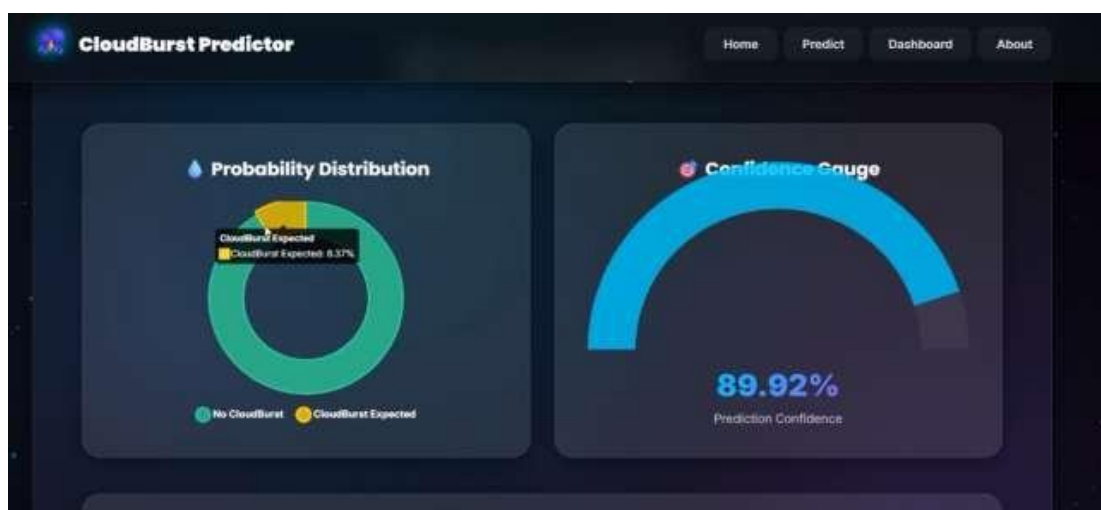 CloudBurst Predictor
Home Predict Dashboard About
Probability Distribution
CloudBurst Expected
CloudBurst Expected: 8.37%
No CloudBurst CloudBurst Expected
Confidence Gauge
89.92%
Prediction Confidence